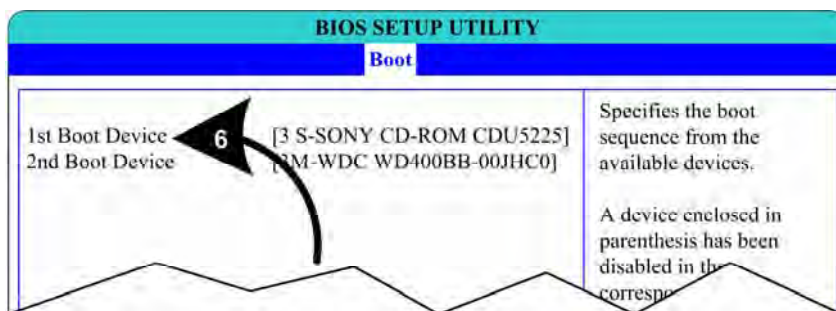 BIOS SETUP UTILITY
Boot
1st Boot Device 6 [3 S-SONY CD-ROM CDU5225]
2nd Boot Device [3M-WDC WD400BB-00JHC0]
Specifies the boot
sequence from the
available devices.
A device enclosed in
parenthesis has been
disabled in the